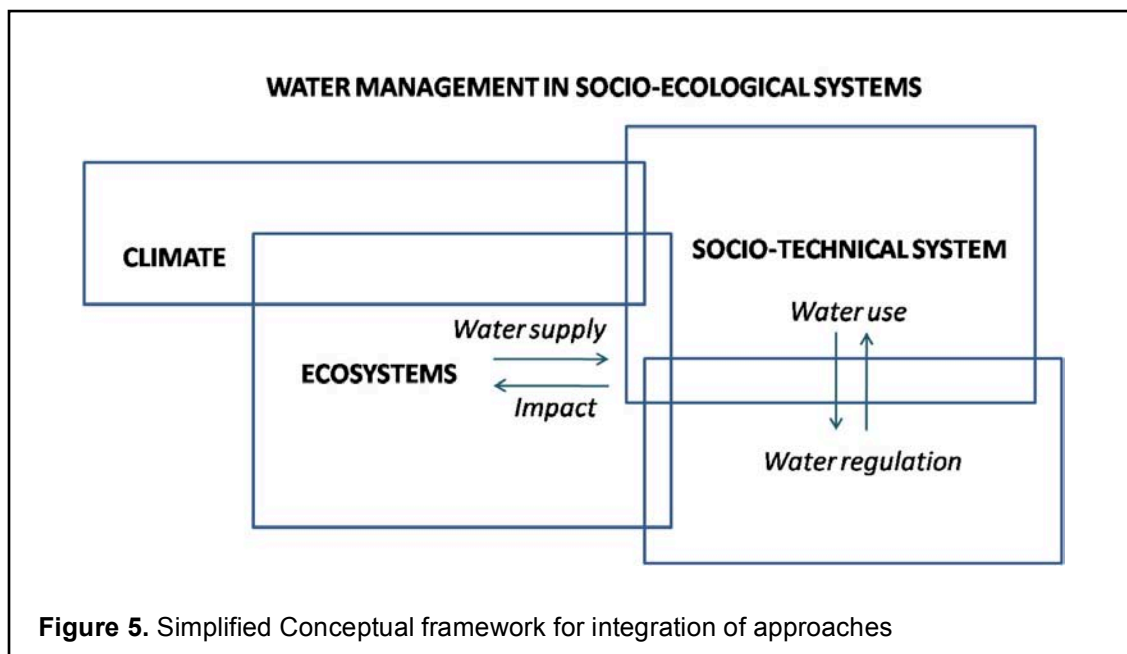 WATER MANAGEMENT IN SOCIO-ECOLOGICAL SYSTEMS
CLIMATE
SOCIO-TECHNICAL SYSTEM
Water use
Water supply
ECOSYSTEMS
Impact
Water regulation
Figure 5. Simplified Conceptual framework for integration of approaches